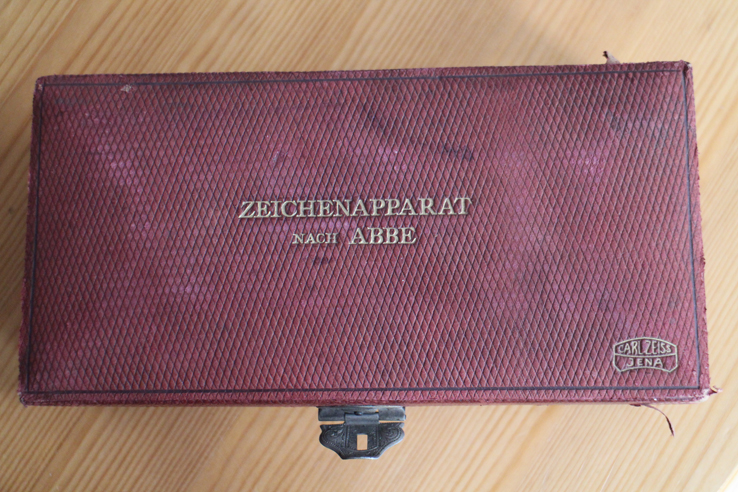 ZEICHENAPPARAT
NACH ABBE
CARL ZEISS
JENA